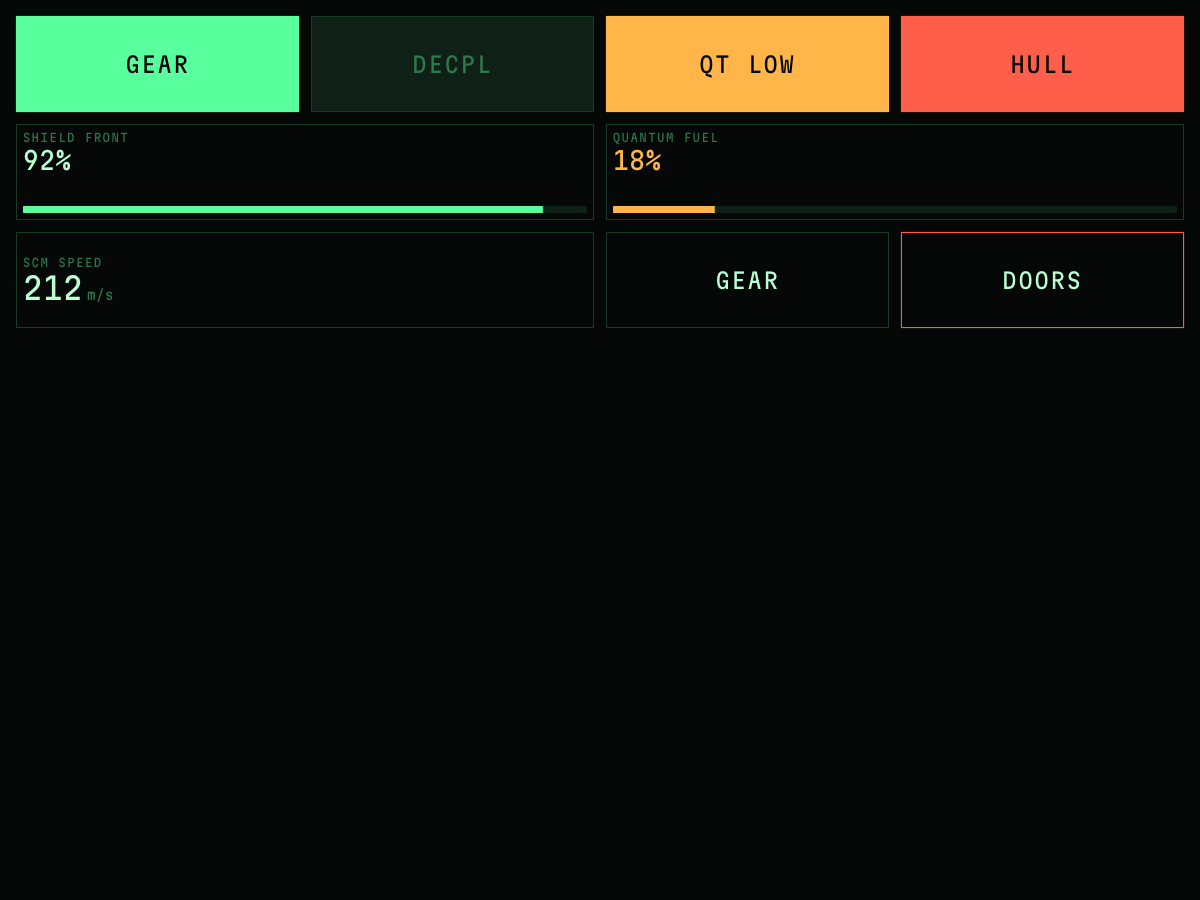 GEAR
DECPL
QT LOW
HULL
SHIELD FRONT
92%
QUANTUM FUEL
18%
SCM SPEED
212 m/s
GEAR
DOORS